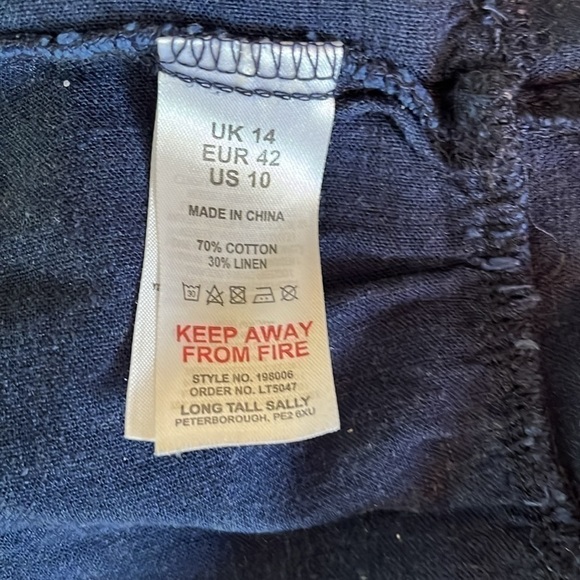 UK 14
EUR 42
US 10
MADE IN CHINA
70% COTTON
30% LINEN
30
KEEP AWAY
FROM FIRE
STYLE NO. 198006
ORDER NO. LT5047
LONG TALL SALLY
PETERBOROUGH, PE2 6XU